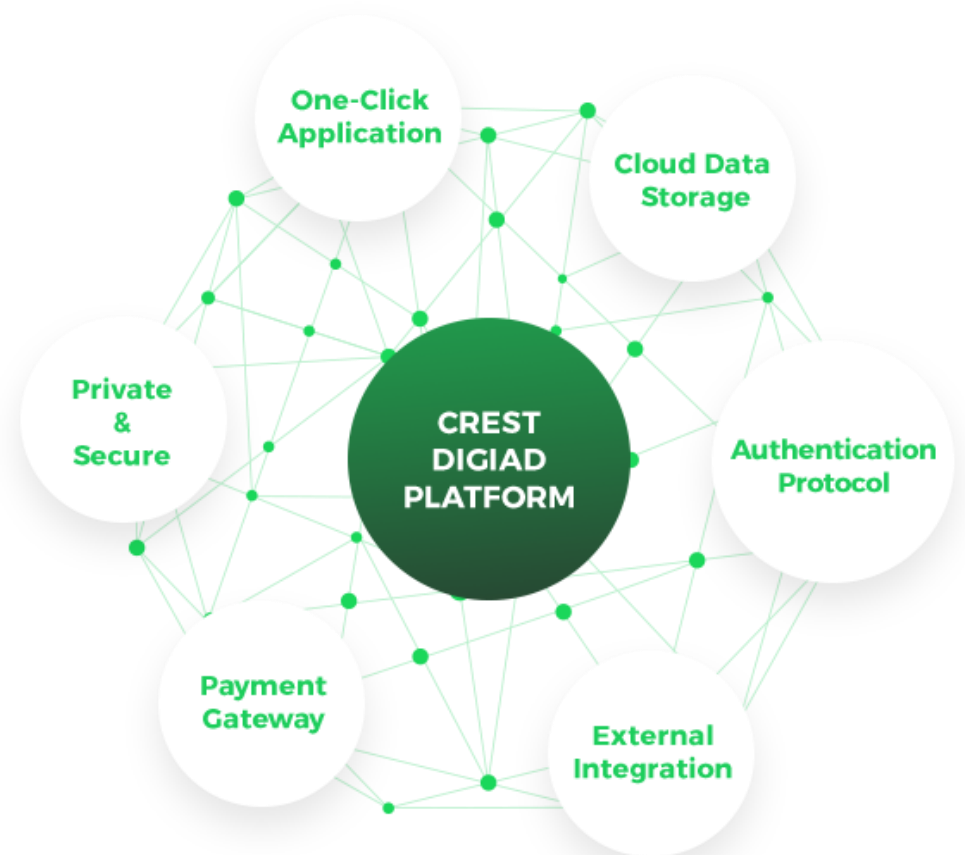 One-Click
Application
Cloud Data
Storage
Private
&
Secure
CREST
DIGIAD
PLATFORM
Authentication
Protocol
Payment
Gateway
External
Integration